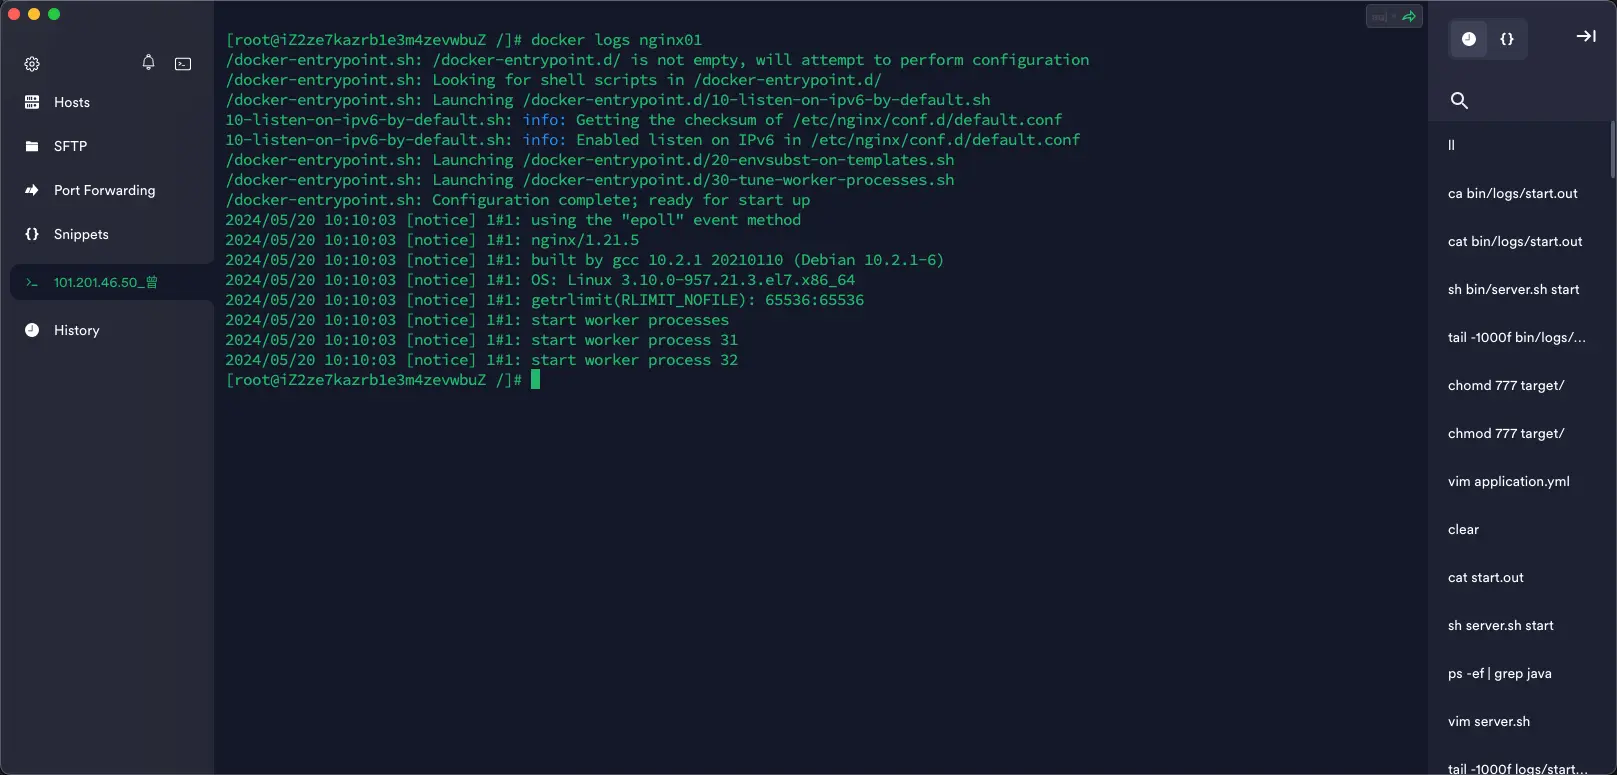 Hosts
SFTP
Port Forwarding
Snippets
101.201.46.50_曾
History
[root@iZ2ze7kazrb1e3m4zevwbuZ /]# docker logs nginx01
/docker-entrypoint.sh: /docker-entrypoint.d/ is not empty, will attempt to perform configuration
/docker-entrypoint.sh: Looking for shell scripts in /docker-entrypoint.d/
/docker-entrypoint.sh: Launching /docker-entrypoint.d/10-listen-on-ipv6-by-default.sh
10-listen-on-ipv6-by-default.sh: info: Getting the checksum of /etc/nginx/conf.d/default.conf
10-listen-on-ipv6-by-default.sh: info: Enabled listen on IPv6 in /etc/nginx/conf.d/default.conf
/docker-entrypoint.sh: Launching /docker-entrypoint.d/20-envsubst-on-templates.sh
/docker-entrypoint.sh: Launching /docker-entrypoint.d/30-tune-worker-processes.sh
/docker-entrypoint.sh: Configuration complete; ready for start up
2024/05/20 10:10:03 [notice] 1#1: using the "epoll" event method
2024/05/20 10:10:03 [notice] 1#1: nginx/1.21.5
2024/05/20 10:10:03 [notice] 1#1: built by gcc 10.2.1 20210110 (Debian 10.2.1-6)
2024/05/20 10:10:03 [notice] 1#1: OS: Linux 3.10.0-957.21.3.el7.x86_64
2024/05/20 10:10:03 [notice] 1#1: getrlimit(RLIMIT_NOFILE): 65536:65536
2024/05/20 10:10:03 [notice] 1#1: start worker processes
2024/05/20 10:10:03 [notice] 1#1: start worker process 31
2024/05/20 10:10:03 [notice] 1#1: start worker process 32
[root@iZ2ze7kazrb1e3m4zevwbuZ /]#
{}
ll
ca bin/logs/start.out
cat bin/logs/start.out
sh bin/server.sh start
tail -1000f bin/logs/...
chomd 777 target/
chmod 777 target/
vim application.yml
clear
cat start.out
sh server.sh start
ps -ef | grep java
vim server.sh
tail -1000f logs/start...